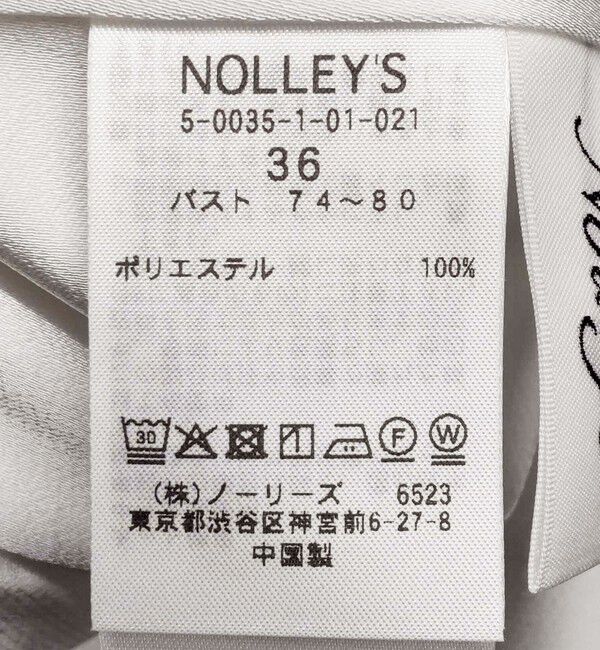 NOLLEY'S
5-0035-1-01-021
36
バスト 74～80
ポリエステル 100%
30 F W
(株)ノーリーズ 6523
東京都渋谷区神宮前6-27-8
中国製